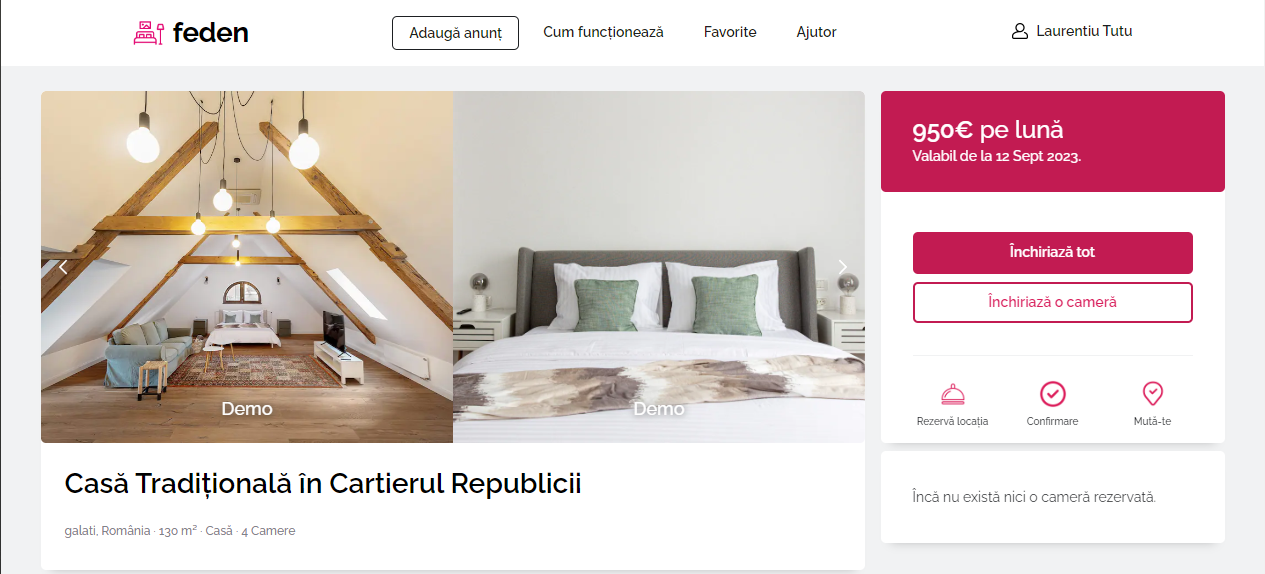 feden
Adaugă anunț
Cum funcționează
Favorite
Ajutor
Laurentiu Tutu
Demo
Demo
Casă Tradițională în Cartierul Republicii
galati, România · 130 m² · Casă · 4 Camere
950€ pe lună
Valabil de la 12 Sept 2023.
Închiriază tot
Închiriază o cameră
Rezervă locația
Confirmare
Mută-te
Încă nu există nici o cameră rezervată.